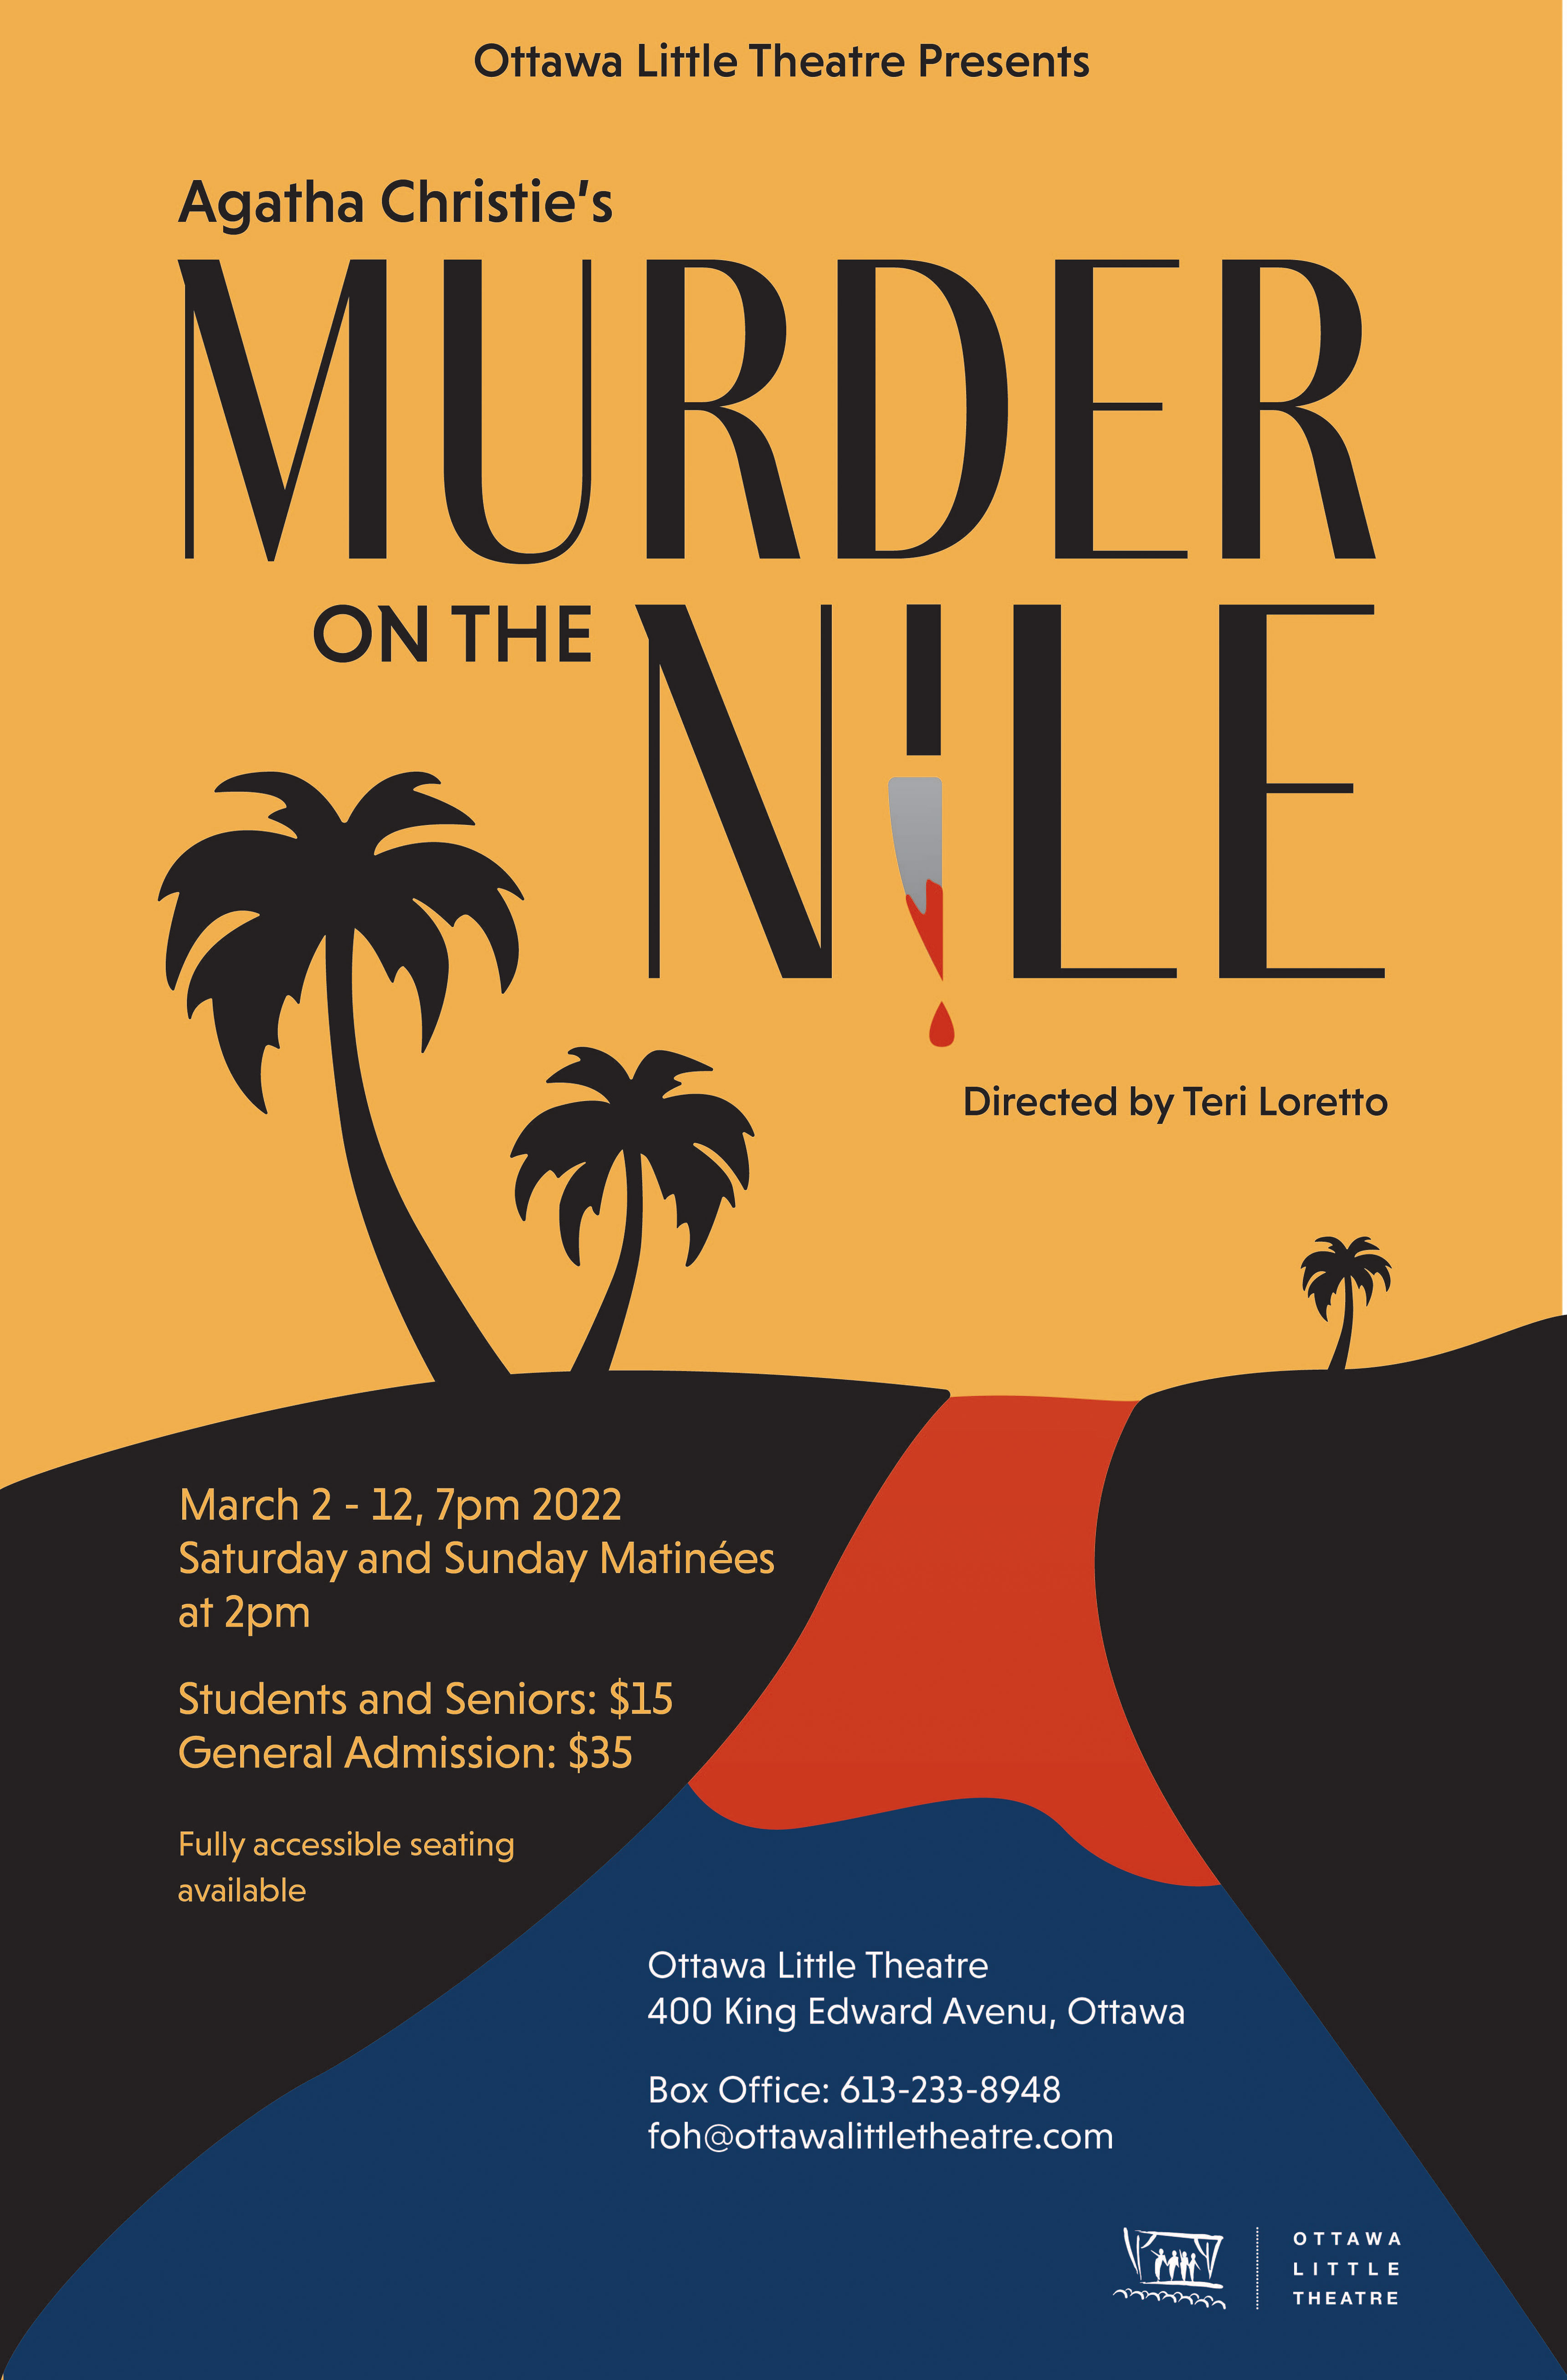 Ottawa Little Theatre Presents
Agatha Christie’s
MURDER
ON THE NILE
Directed by Teri Loretto
March 2 - 12, 7pm 2022
Saturday and Sunday Matinées
at 2pm
Students and Seniors: $15
General Admission: $35
Fully accessible seating
available
Ottawa Little Theatre
400 King Edward Avenu, Ottawa
Box Office: 613-233-8948
foh@ottawalittletheatre.com
OTTAWA
LITTLE
THEATRE